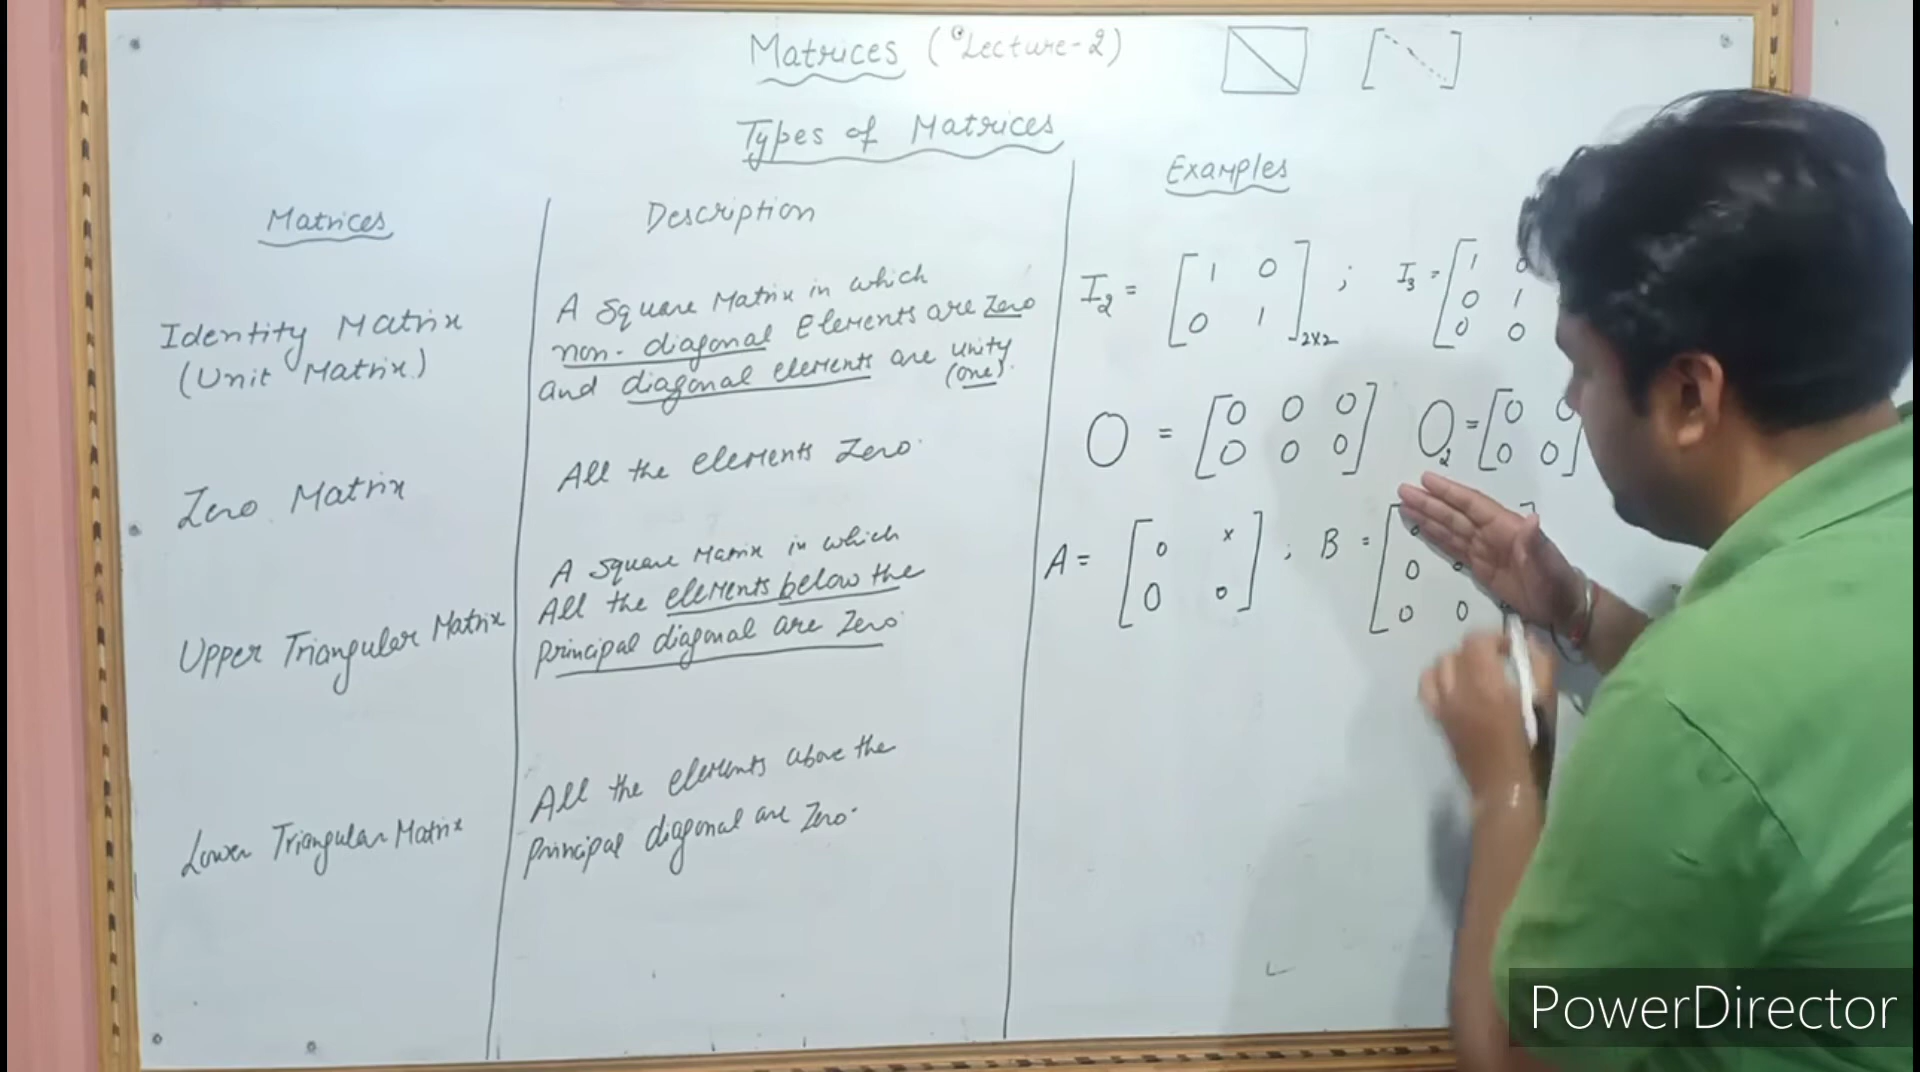 Matrices (Lecture-2)
Types of Matrices
Matrices
Description
Examples
Identity Matrix
(Unit Matrix)
A Square Matrix in which
non-diagonal Elements are Zero
and diagonal elements are unity
(one).
I2 = [ 1 0
0 1 ]2x2 ; I3 = [ 1 0
0 1
0 0
Zero Matrix
All the elements Zero.
O = [ 0 0 0
0 0 0 ] O2 = [ 0 0
0 0 ]
Upper Triangular Matrix
A square Matrix in which
All the elements below the
principal diagonal are Zero.
A = [ 0 x
0 0 ] ; B = [ 0
0 0
0 0
Lower Triangular Matrix
All the elements above the
principal diagonal are Zero.
PowerDirector